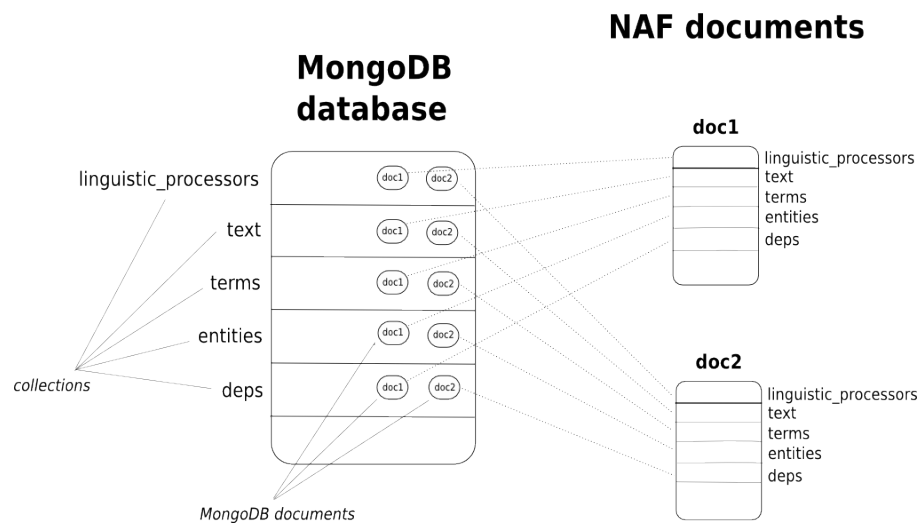 NAF documents
MongoDB
database
doc1
linguistic_processors
text
terms
entities
deps
linguistic_processors
doc1
doc2
text
doc1
doc2
terms
doc1
doc2
entities
doc1
doc2
deps
doc1
doc2
collections
MongoDB documents
doc2
linguistic_processors
text
terms
entities
deps